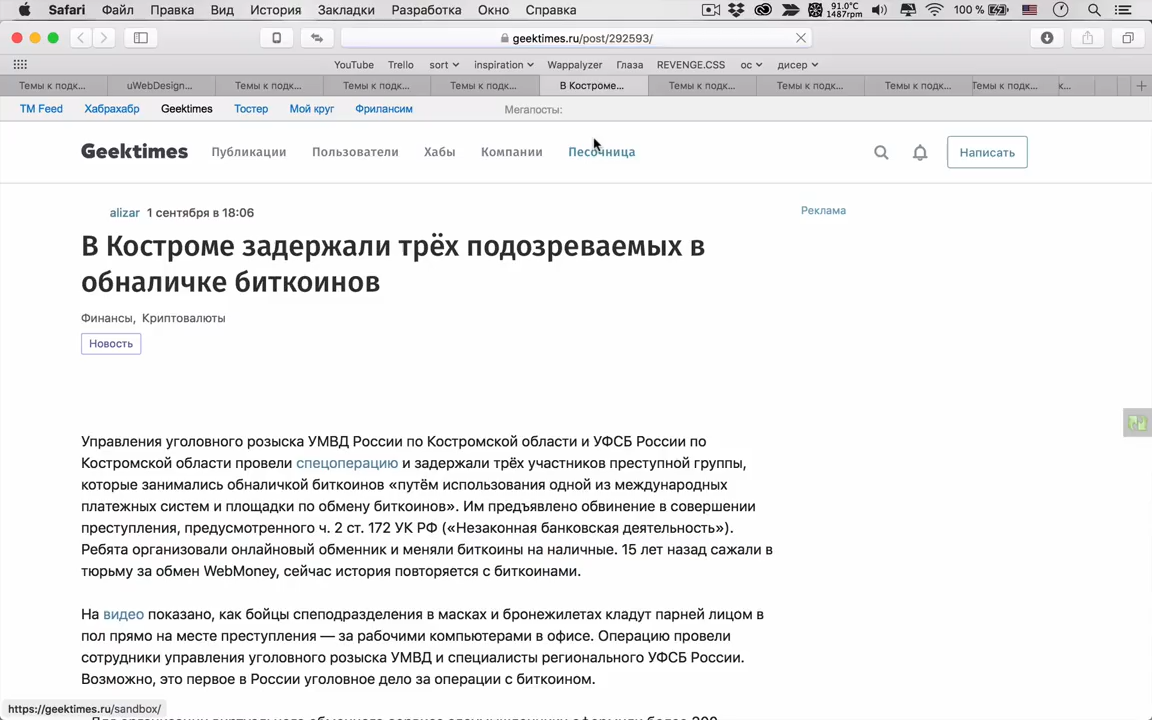 Safari Файл Правка Вид История Закладки Разработка Окно Справка 91.0°C 1487rpm 100 %
geektimes.ru/post/292593/
YouTube Trello sort inspiration Wappalyzer Глаза REVENGE.CSS ос дисер
Темы к подк... uWebDesign... Темы к подк... Темы к подк... Темы к подк... В Костроме... Темы к подк... Темы к подк... Темы к подк... Темы к подк... к...
TM Feed Хабрахабр Geektimes Тостер Мой круг Фрилансим Мегапосты:
Geektimes Публикации Пользователи Хабы Компании Песочница Написать
alizar 1 сентября в 18:06 Реклама
В Костроме задержали трёх подозреваемых в
обналичке биткоинов
Финансы, Криптовалюты
Новость
Управления уголовного розыска УМВД России по Костромской области и УФСБ России по
Костромской области провели спецоперацию и задержали трёх участников преступной группы,
которые занимались обналичкой биткоинов «путём использования одной из международных
платежных систем и площадки по обмену биткоинов». Им предъявлено обвинение в совершении
преступления, предусмотренного ч. 2 ст. 172 УК РФ («Незаконная банковская деятельность»).
Ребята организовали онлайновый обменник и меняли биткоины на наличные. 15 лет назад сажали в
тюрьму за обмен WebMoney, сейчас история повторяется с биткоинами.
На видео показано, как бойцы спеподразделения в масках и бронежилетах кладут парней лицом в
пол прямо на месте преступления — за рабочими компьютерами в офисе. Операцию провели
сотрудники управления уголовного розыска УМВД и специалисты регионального УФСБ России.
Возможно, это первое в России уголовное дело за операции с биткоином.
https://geektimes.ru/sandbox/